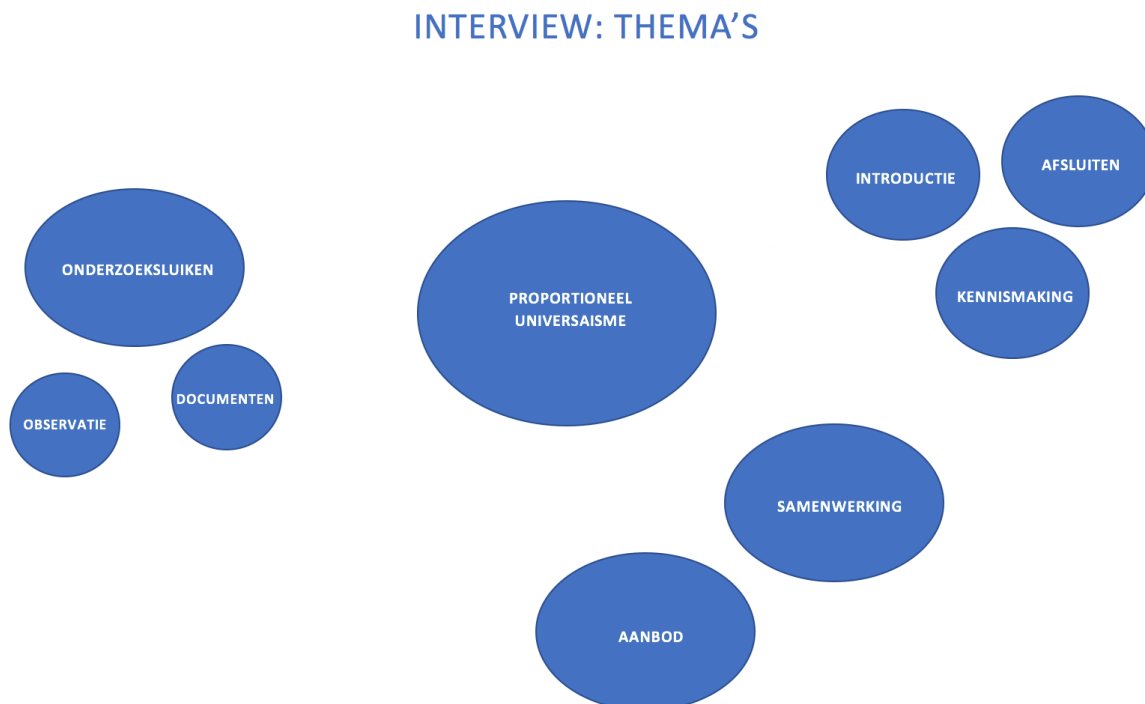 INTERVIEW: THEMA’S
INTRODUCTIE
AFSLUITEN
KENNISMAKING
ONDERZOEKSLUIKEN
OBSERVATIE
DOCUMENTEN
PROPORTIONEEL
UNIVERSAISME
SAMENWERKING
AANBOD